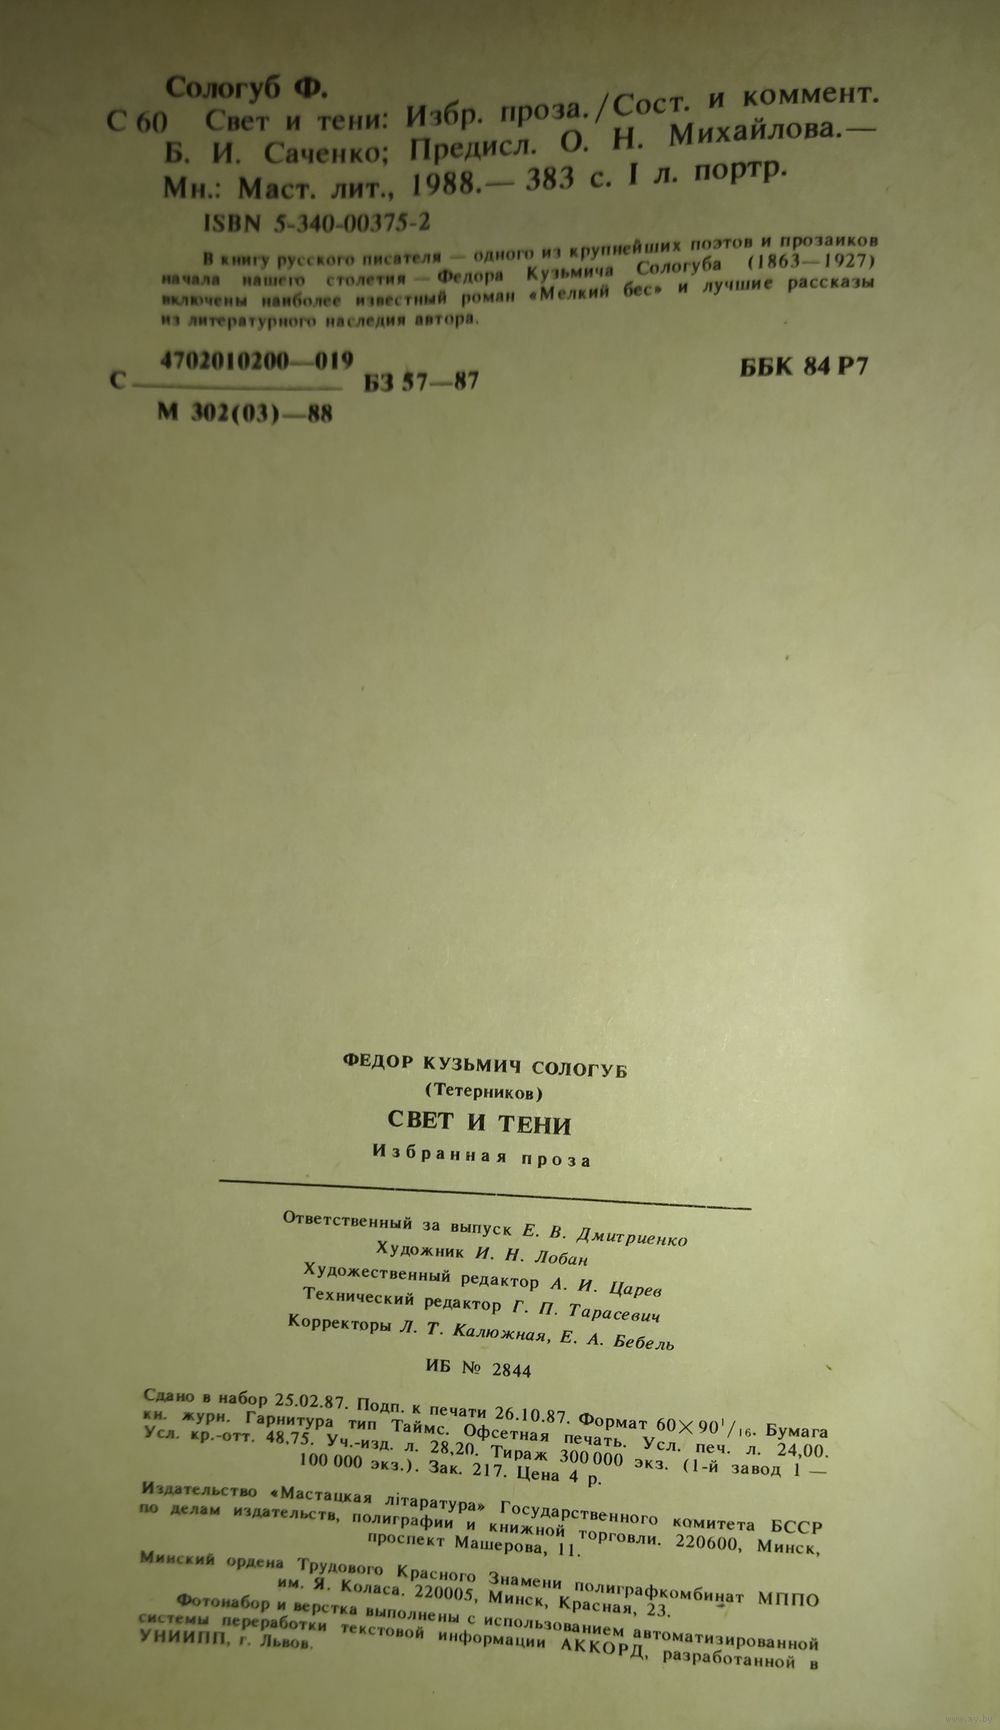 Сологуб Ф.
С 60 Свет и тени: Избр. проза./Сост. и коммент.
Б. И. Саченко; Предисл. О. Н. Михайлова.—
Мн.: Маст. лит., 1988.— 383 с. I л. портр.
ISBN 5-340-00375-2
В книгу русского писателя — одного из крупнейших поэтов и прозаиков
начала нашего столетия — Федора Кузьмича Сологуба (1863—1927)
включены наиболее известный роман «Мелкий бес» и лучшие рассказы
из литературного наследия автора.
4702010200—019
С БЗ 57—87 ББК 84 Р7
М 302(03)—88
ФЕДОР КУЗЬМИЧ СОЛОГУБ
(Тетерников)
СВЕТ И ТЕНИ
Избранная проза
Ответственный за выпуск Е. В. Дмитриенко
Художник И. Н. Лобан
Художественный редактор А. И. Царев
Технический редактор Г. П. Тарасевич
Корректоры Л. Т. Калюжная, Е. А. Бебель
ИБ № 2844
Сдано в набор 25.02.87. Подп. к печати 26.10.87. Формат 60×90¹/₁₆. Бумага
кн. журн. Гарнитура тип Таймс. Офсетная печать. Усл. печ. л. 24,00.
Усл. кр.-отт. 48,75. Уч.-изд. л. 28,20. Тираж 300 000 экз. (1-й завод 1 —
100 000 экз.). Зак. 217. Цена 4 р.
Издательство «Мастацкая літаратура» Государственного комитета БССР
по делам издательств, полиграфии и книжной торговли. 220600, Минск,
проспект Машерова, 11.
Минский ордена Трудового Красного Знамени полиграфкомбинат МППО
им. Я. Коласа. 220005, Минск, Красная, 23.
Фотонабор и верстка выполнены с использованием автоматизированной
системы переработки текстовой информации АККОРД, разработанной в
УНИИПП, г. Львов.
www.ay.by